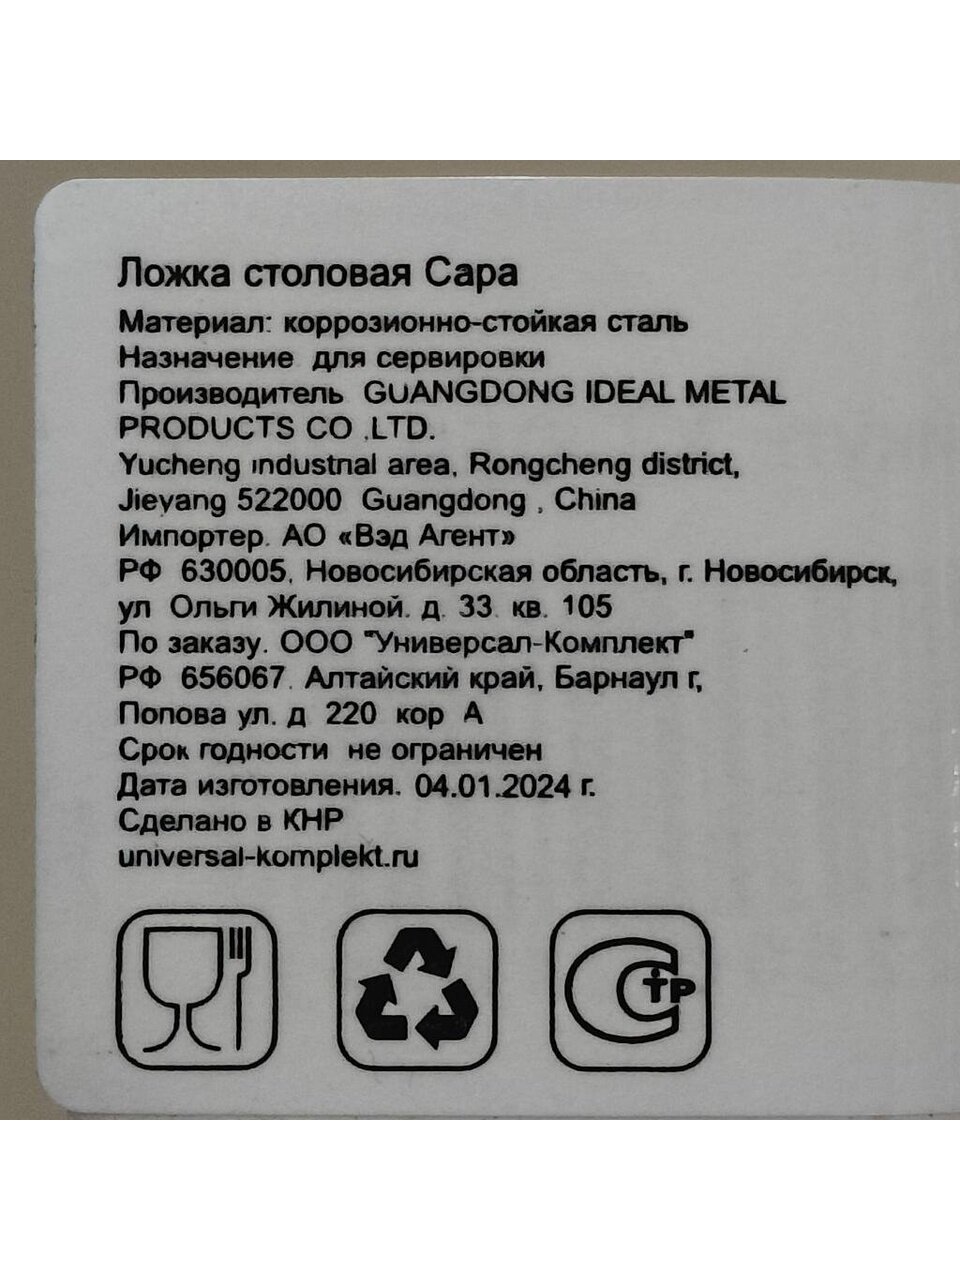 Ложка столовая Сара
Материал: коррозионно-стойкая сталь
Назначение для сервировки
Производитель GUANGDONG IDEAL METAL
PRODUCTS CO .LTD.
Yucheng industrial area, Rongcheng district,
Jieyang 522000 Guangdong , China
Импортер. АО «Вэд Агент»
РФ 630005, Новосибирская область, г. Новосибирск,
ул Ольги Жилиной. д. 33. кв. 105
По заказу. ООО "Универсал-Комплект"
РФ 656067. Алтайский край, Барнаул г,
Попова ул. д 220 кор А
Срок годности не ограничен
Дата изготовления. 04.01.2024 г.
Сделано в КНР
universal-komplekt.ru
СТР